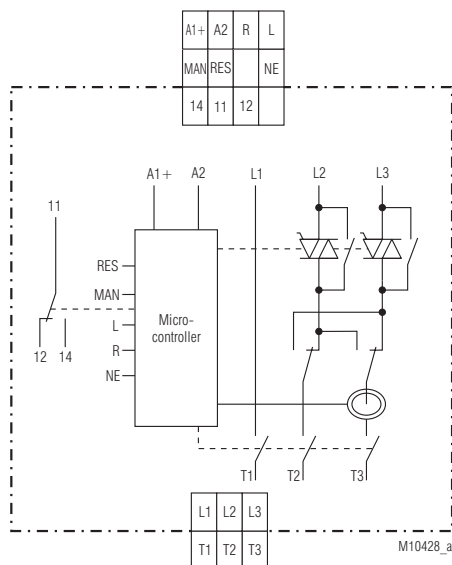 A1+ A2 R L
MAN RES NE
14 11 12
A1+ A2 L1 L2 L3
11
RES
MAN
L
R
NE
Micro-
controller
12 14
T1 T2 T3
L1 L2 L3
T1 T2 T3
M10428_a